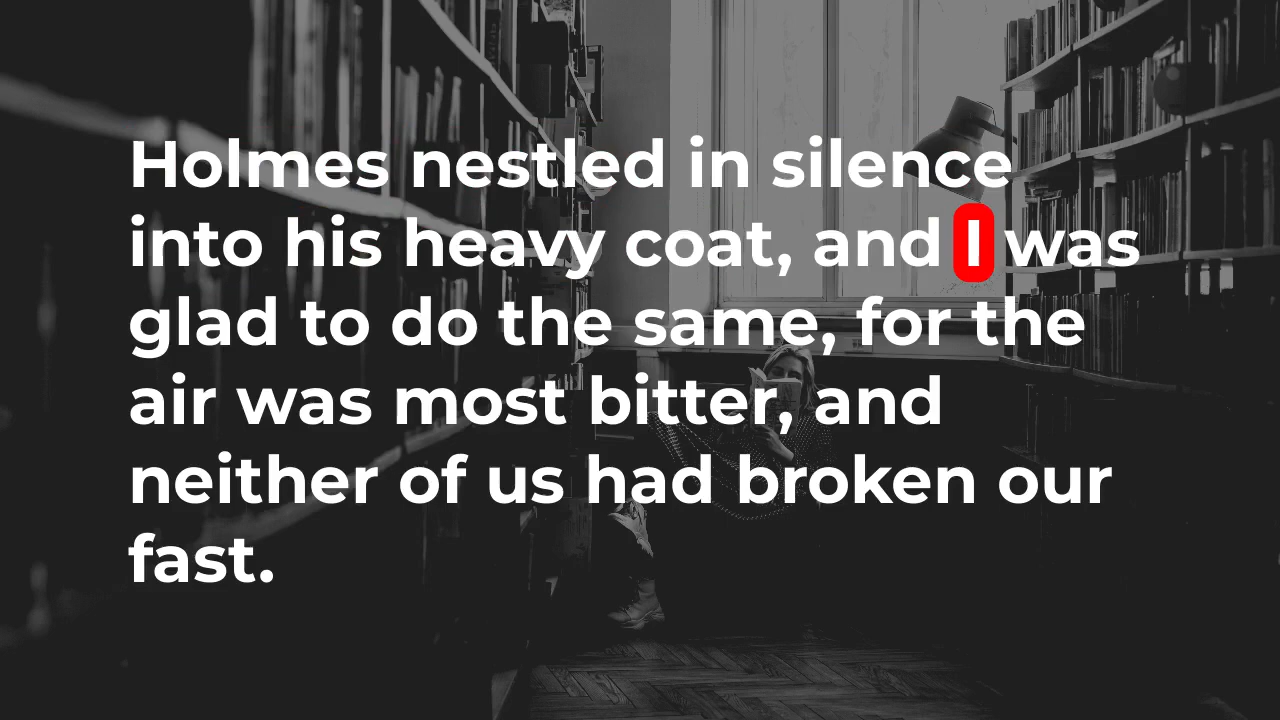 Holmes nestled in silence
into his heavy coat, and I was
glad to do the same, for the
air was most bitter, and
neither of us had broken our
fast.